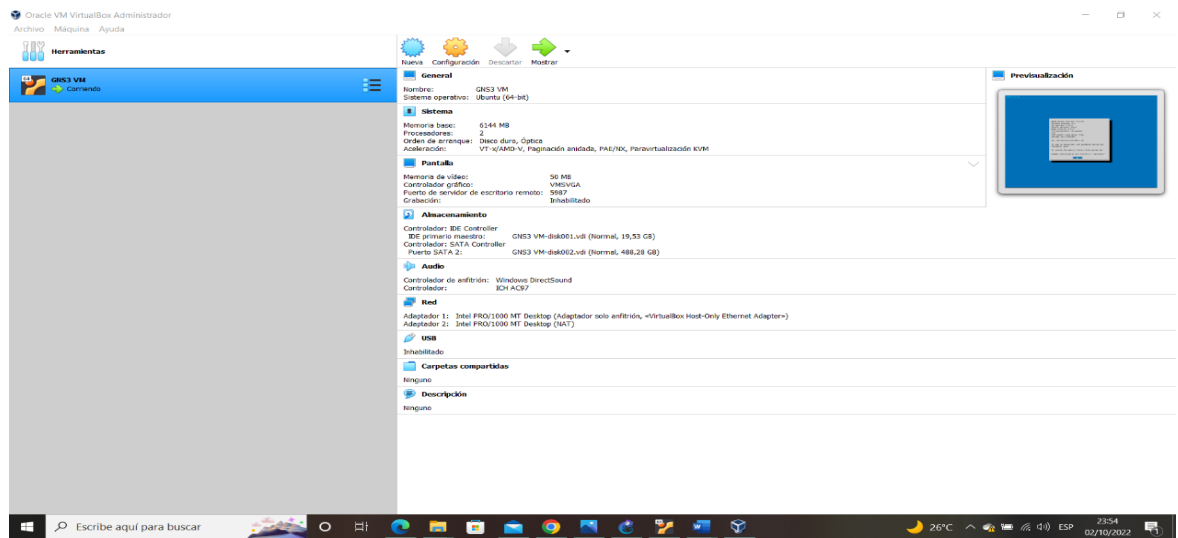 Oracle VM VirtualBox Administrador
Archivo Máquina Ayuda
Herramientas
Nueva Configuración Descartar Mostrar
GNS3 VM
Corriendo
General
Nombre: GNS3 VM
Sistema operativo: Ubuntu (64-bit)
Sistema
Memoria base: 6144 MB
Procesadores: 2
Orden de arranque: Disco duro, Óptica
Aceleración: VT-x/AMD-V, Paginación anidada, PAE/NX, Paravirtualización KVM
Pantalla
Memoria de vídeo: 50 MB
Controlador gráfico: VMSVGA
Puerto de servidor de escritorio remoto: 5987
Grabación: Inhabilitado
Almacenamiento
Controlador: IDE Controller
IDE primario maestro: GNS3 VM-disk001.vdi (Normal, 19,53 GB)
Controlador: SATA Controller
Puerto SATA 2: GNS3 VM-disk002.vdi (Normal, 488,28 GB)
Audio
Controlador de anfitrión: Windows DirectSound
Controlador: ICH AC97
Red
Adaptador 1: Intel PRO/1000 MT Desktop (Adaptador solo anfitrión, «VirtualBox Host-Only Ethernet Adapter»)
Adaptador 2: Intel PRO/1000 MT Desktop (NAT)
USB
Inhabilitado
Carpetas compartidas
Ninguno
Descripción
Ninguno
Previsualización
Escribe aquí para buscar
26°C
ESP
23:54
02/10/2022